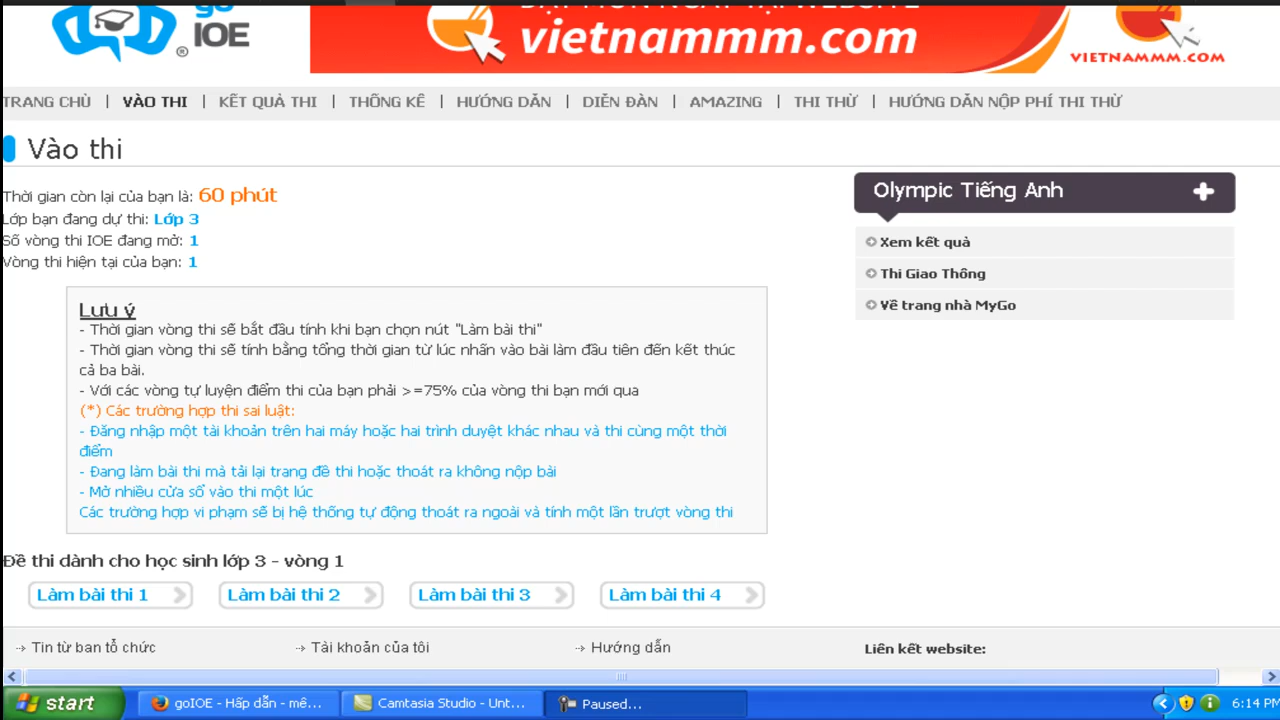 go
IOE
®
ĐẶT MÓN NGAY TẠI WEBSITE
vietnammm.com
VIETNAMMM.COM
TRANG CHỦ | VÀO THI | KẾT QUẢ THI | THỐNG KÊ | HƯỚNG DẪN | DIỄN ĐÀN | AMAZING | THI THỬ | HƯỚNG DẪN NỘP PHÍ THI THỬ
Vào thi
Thời gian còn lại của bạn là: 60 phút
Lớp bạn đang dự thi: Lớp 3
Số vòng thi IOE đang mở: 1
Vòng thi hiện tại của bạn: 1
Olympic Tiếng Anh
Xem kết quả
Thi Giao Thông
Về trang nhà MyGo
Lưu ý
- Thời gian vòng thi sẽ bắt đầu tính khi bạn chọn nút "Làm bài thi"
- Thời gian vòng thi sẽ tính bằng tổng thời gian từ lúc nhấn vào bài làm đầu tiên đến kết thúc
cả ba bài.
- Với các vòng tự luyện điểm thi của bạn phải >=75% của vòng thi bạn mới qua
(*) Các trường hợp thi sai luật:
- Đăng nhập một tài khoản trên hai máy hoặc hai trình duyệt khác nhau và thi cùng một thời
điểm
- Đang làm bài thi mà tải lại trang đề thi hoặc thoát ra không nộp bài
- Mở nhiều cửa sổ vào thi một lúc
Các trường hợp vi phạm sẽ bị hệ thống tự động thoát ra ngoài và tính một lần trượt vòng thi
Đề thi dành cho học sinh lớp 3 - vòng 1
Làm bài thi 1 Làm bài thi 2 Làm bài thi 3 Làm bài thi 4
Tin từ ban tổ chức Tài khoản của tôi Hướng dẫn Liên kết website:
start goIOE - Hấp dẫn - mê... Camtasia Studio - Unt... Paused... 6:14 PM